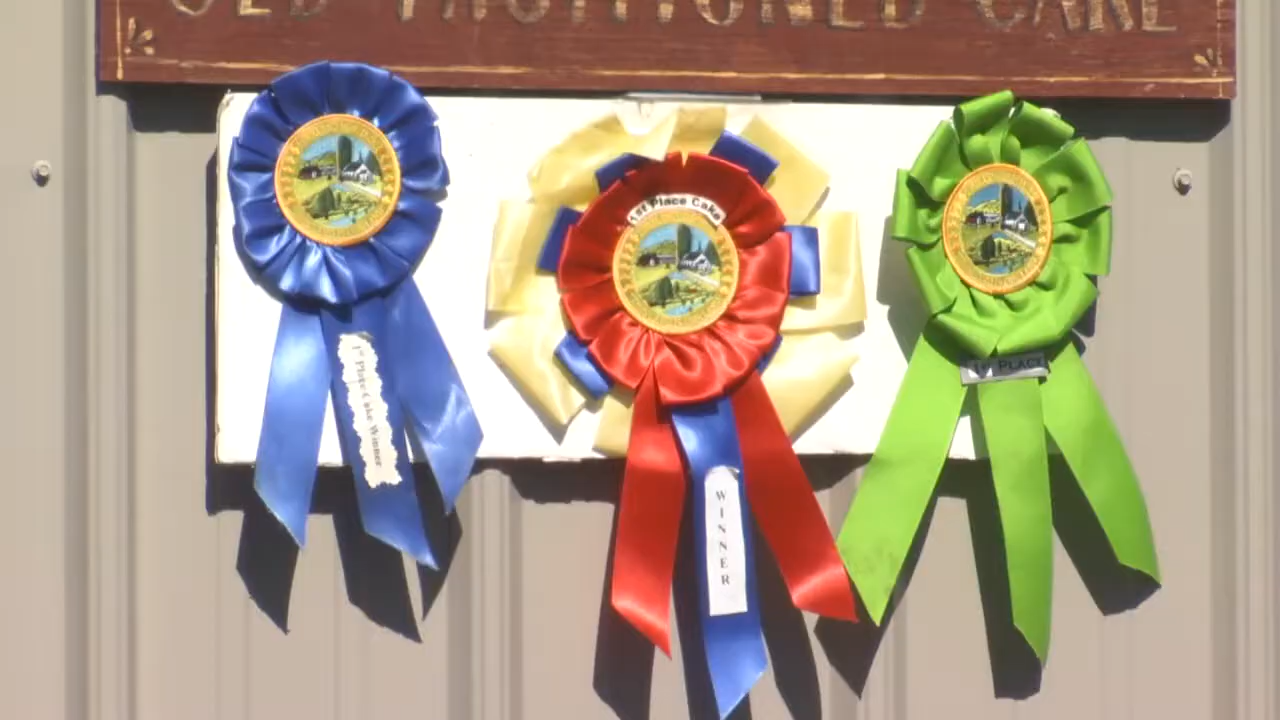 OLD FASHIONED CAKE
1st Place Cake
1st Place Cake Winner
WINNER
1st PLACE